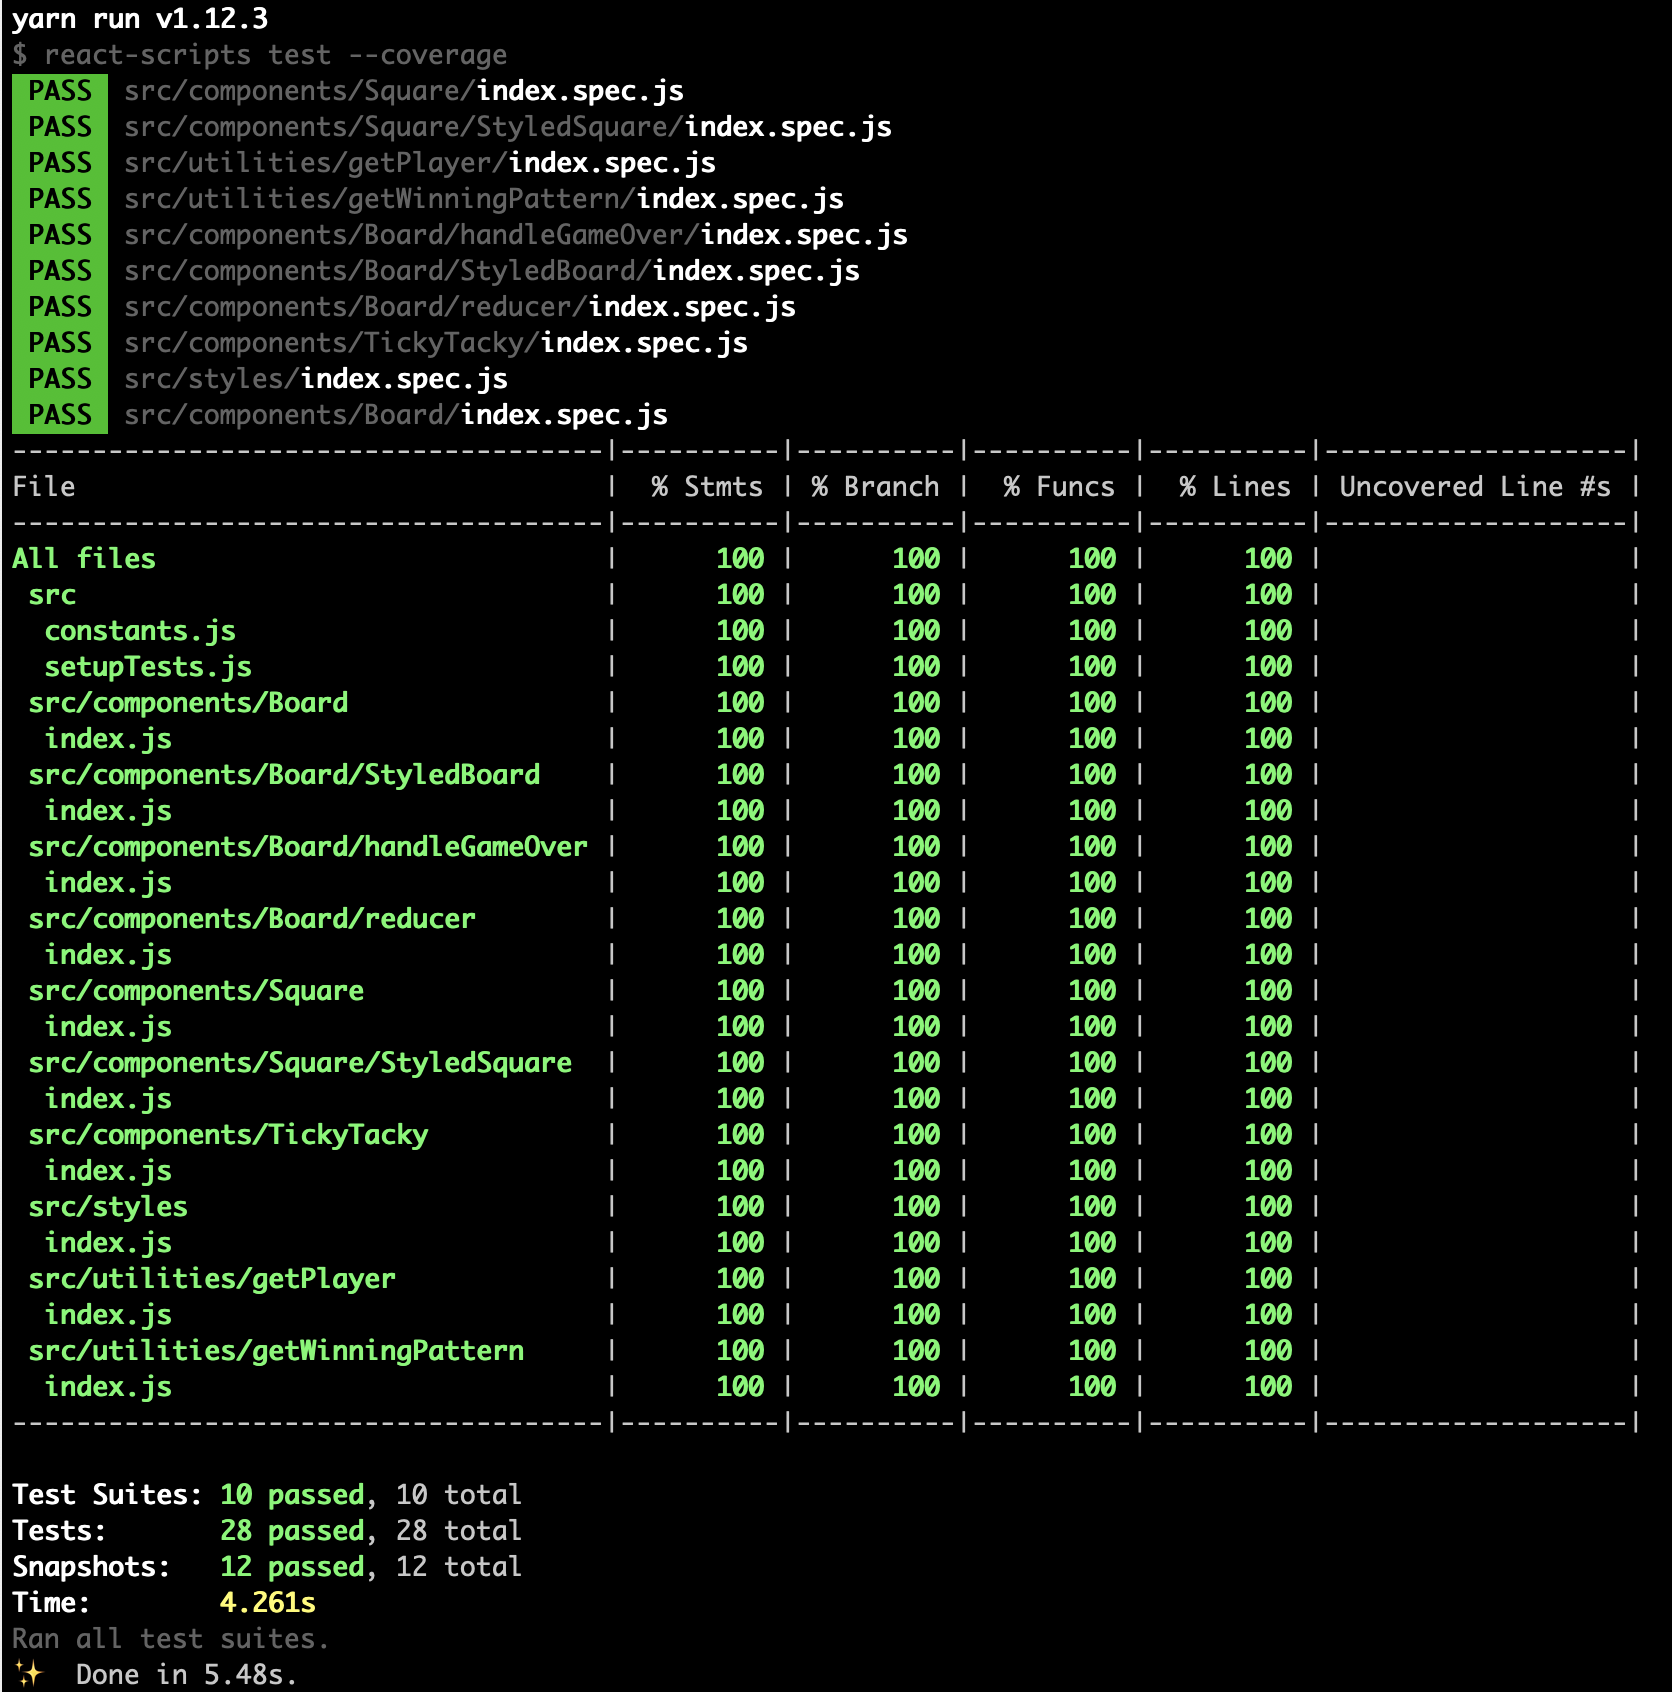 yarn run v1.12.3
$ react-scripts test --coverage
PASS src/components/Square/index.spec.js
PASS src/components/Square/StyledSquare/index.spec.js
PASS src/utilities/getPlayer/index.spec.js
PASS src/utilities/getWinningPattern/index.spec.js
PASS src/components/Board/handleGameOver/index.spec.js
PASS src/components/Board/StyledBoard/index.spec.js
PASS src/components/Board/reducer/index.spec.js
PASS src/components/TickyTacky/index.spec.js
PASS src/styles/index.spec.js
PASS src/components/Board/index.spec.js
-------------------------------------|----------|----------|----------|----------|-------------------|
File                                 |  % Stmts | % Branch |  % Funcs |  % Lines | Uncovered Line #s |
-------------------------------------|----------|----------|----------|----------|-------------------|
All files                            |      100 |      100 |      100 |      100 |                   |
 src                                 |      100 |      100 |      100 |      100 |                   |
  constants.js                       |      100 |      100 |      100 |      100 |                   |
  setupTests.js                      |      100 |      100 |      100 |      100 |                   |
 src/components/Board                |      100 |      100 |      100 |      100 |                   |
  index.js                           |      100 |      100 |      100 |      100 |                   |
 src/components/Board/StyledBoard    |      100 |      100 |      100 |      100 |                   |
  index.js                           |      100 |      100 |      100 |      100 |                   |
 src/components/Board/handleGameOver |      100 |      100 |      100 |      100 |                   |
  index.js                           |      100 |      100 |      100 |      100 |                   |
 src/components/Board/reducer        |      100 |      100 |      100 |      100 |                   |
  index.js                           |      100 |      100 |      100 |      100 |                   |
 src/components/Square               |      100 |      100 |      100 |      100 |                   |
  index.js                           |      100 |      100 |      100 |      100 |                   |
 src/components/Square/StyledSquare  |      100 |      100 |      100 |      100 |                   |
  index.js                           |      100 |      100 |      100 |      100 |                   |
 src/components/TickyTacky           |      100 |      100 |      100 |      100 |                   |
  index.js                           |      100 |      100 |      100 |      100 |                   |
 src/styles                          |      100 |      100 |      100 |      100 |                   |
  index.js                           |      100 |      100 |      100 |      100 |                   |
 src/utilities/getPlayer             |      100 |      100 |      100 |      100 |                   |
  index.js                           |      100 |      100 |      100 |      100 |                   |
 src/utilities/getWinningPattern     |      100 |      100 |      100 |      100 |                   |
  index.js                           |      100 |      100 |      100 |      100 |                   |
-------------------------------------|----------|----------|----------|----------|-------------------|
Test Suites: 10 passed, 10 total
Tests:       28 passed, 28 total
Snapshots:   12 passed, 12 total
Time:        4.261s
Ran all test suites.
✨  Done in 5.48s.